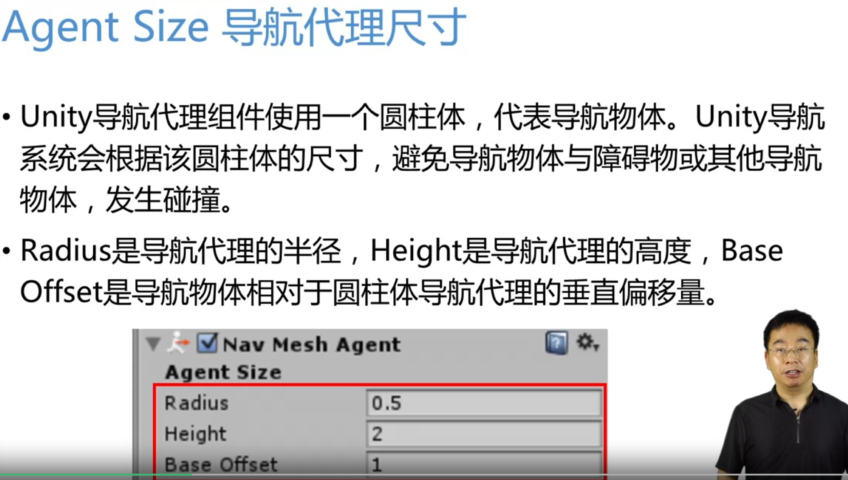 Agent Size 导航代理尺寸
• Unity导航代理组件使用一个圆柱体，代表导航物体。Unity导航
系统会根据该圆柱体的尺寸，避免导航物体与障碍物或其他导航
物体，发生碰撞。
• Radius是导航代理的半径，Height是导航代理的高度，Base
Offset是导航物体相对于圆柱体导航代理的垂直偏移量。
Nav Mesh Agent
Agent Size
Radius 0.5
Height 2
Base Offset 1